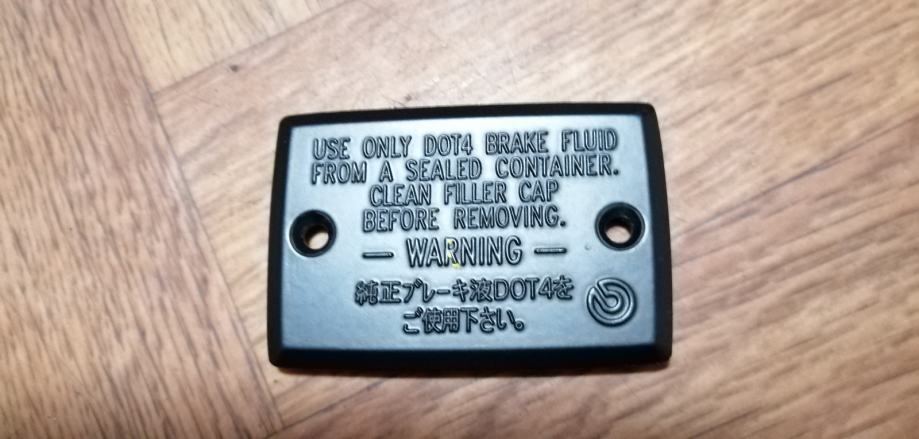 USE ONLY DOT4 BRAKE FLUID
FROM A SEALED CONTAINER.
CLEAN FILLER CAP
BEFORE REMOVING.
— WARNING —
純正ブレーキ液DOT4を
ご使用下さい。